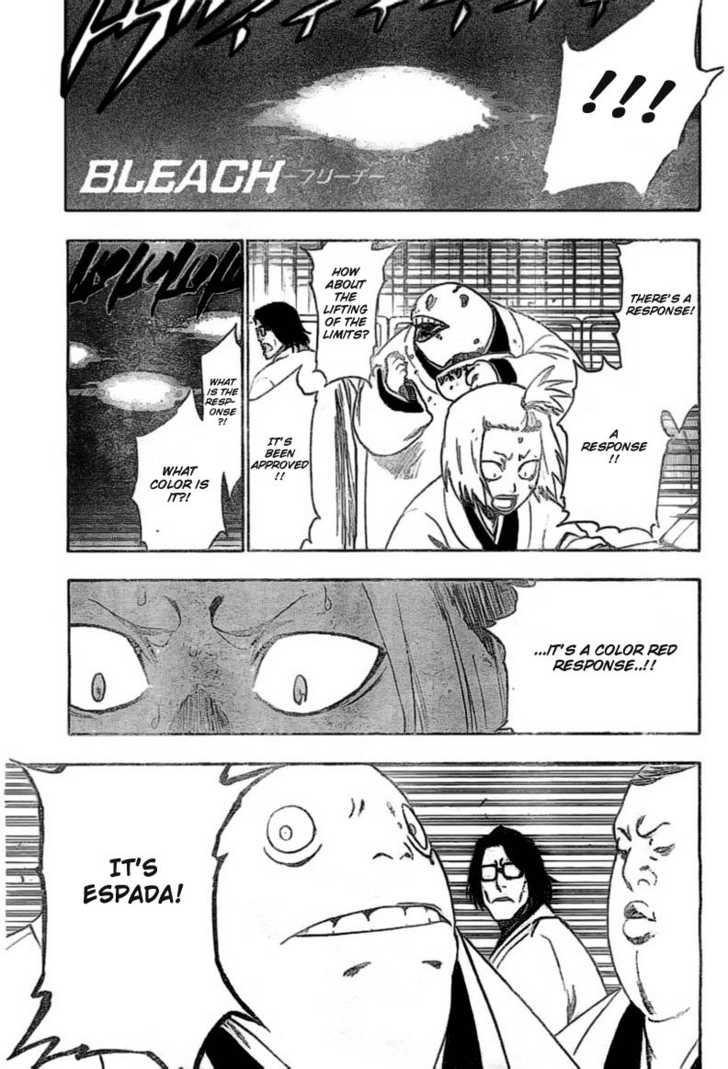 !!!
BLEACH -ブリーチ-
THERE'S A
RESPONSE!
A
RESPONSE
!!
HOW
ABOUT
THE
LIFTING
OF THE
LIMITS?
IT'S
BEEN
APPROVED
!!
WHAT
IS THE
RESP-
ONSE
?!
WHAT
COLOR IS
IT?!
...IT'S A COLOR RED
RESPONSE..!!
IT'S
ESPADA!